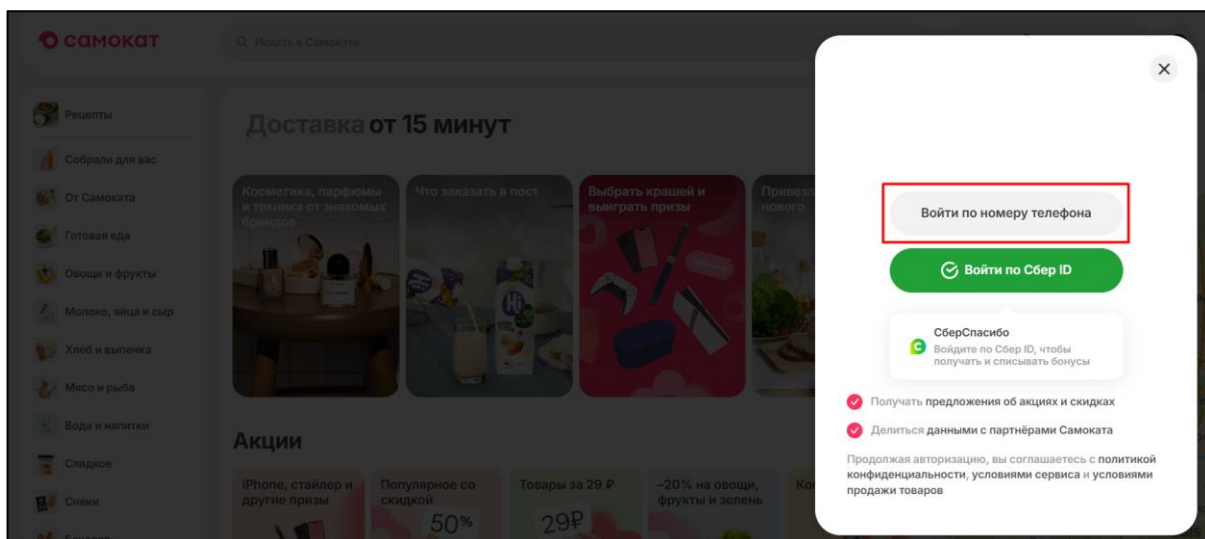 самокат
Искать в Самокате
Рецепты
Собрали для вас
От Самоката
Готовая еда
Овощи и фрукты
Молоко, яйца и сыр
Хлеб и выпечка
Мясо и рыба
Вода и напитки
Сладкое
Снеки
Доставка от 15 минут
Косметика, парфюмы
и техника от знакомых
брендов
Что заказать в пост
Hi
Выбрать крашей и
выиграть призы
нового
Акции
iPhone, стайлер и
другие призы
Популярное со
скидкой
50%
Товары за 29 ₽
29₽
–20% на овощи,
фрукты и зелень
Войти по номеру телефона
Войти по Сбер ID
СберСпасибо
Войдите по Сбер ID, чтобы
получать и списывать бонусы
Получать предложения об акциях и скидках
Делиться данными с партнёрами Самоката
Продолжая авторизацию, вы соглашаетесь с политикой
конфиденциальности, условиями сервиса и условиями
продажи товаров